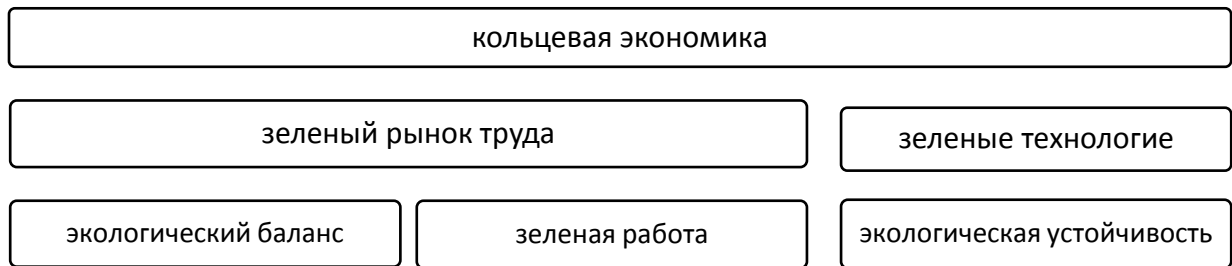 кольцевая экономика
зеленый рынок труда
зеленые технологие
экологический баланс
зеленая работа
экологическая устойчивость